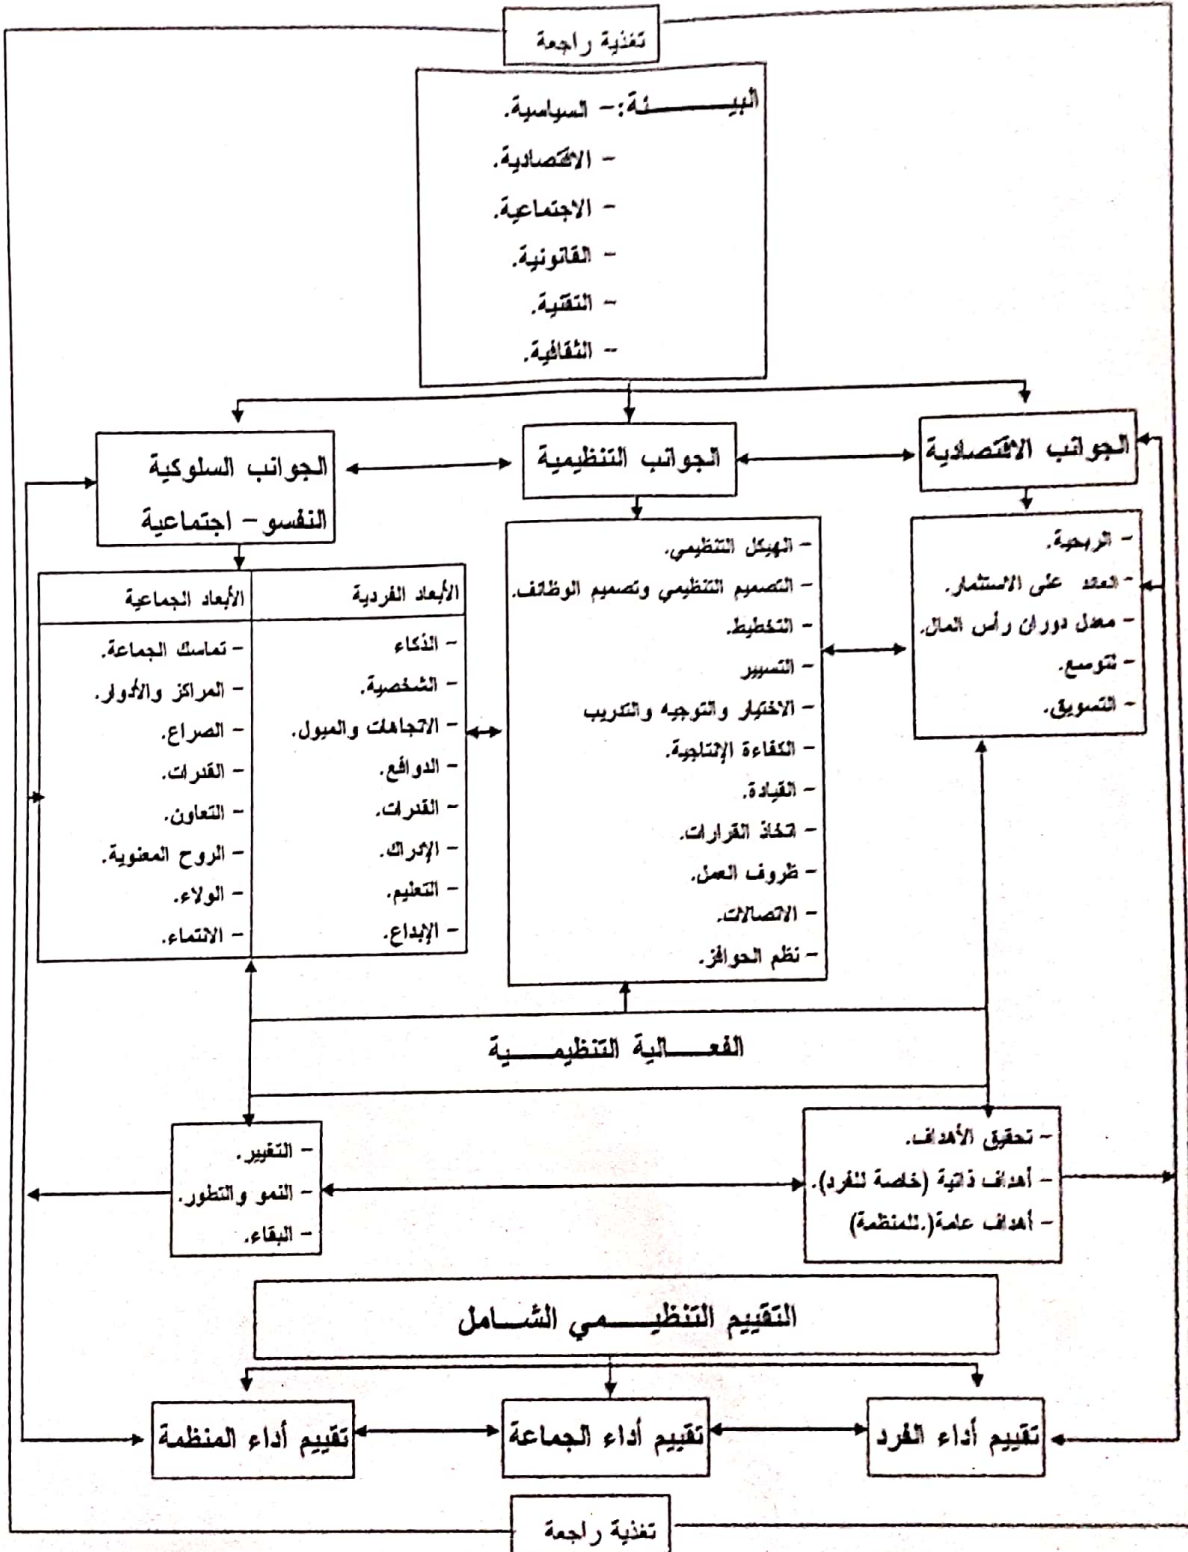 تغذية راجعة
البيـــــــئة: – السياسية.
– الاقتصادية.
– الاجتماعية.
– القانونية.
– التقنية.
– الثقافية.
الجوانب الاقتصادية
الجوانب التنظيمية
الجوانب السلوكية
النفسو – اجتماعية
– الربحية.
– العائد على الاستثمار.
– معدل دوران رأس المال.
– التوسع.
– التسويق.
– الهيكل التنظيمي.
– التصميم التنظيمي وتصميم الوظائف.
– التخطيط.
– التسيير
– الاختيار والتوجيه والتدريب
– الكفاءة الإنتاجية.
– القيادة.
– اتخاذ القرارات.
– ظروف العمل.
– الاتصالات.
– نظم الحوافز.
الأبعاد الفردية
– الذكاء
– الشخصية.
– الاتجاهات والميول.
– الدوافع.
– القدرات.
– الإدراك.
– التعليم.
– الإبداع.
الأبعاد الجماعية
– تماسك الجماعة.
– المراكز والأدوار.
– الصراع.
– القدرات.
– التعاون.
– الروح المعنوية.
– الولاء.
– الانتماء.
الفعـــالية التنظيمـــــية
– تحقيق الأهداف.
– أهداف ذاتية (خاصة للفرد).
– أهداف عامة(.للمنظمة)
– التغيير.
– النمو والتطور.
– البقاء.
التقييم التنظيـــــمي الشـــامل
تقييم أداء الفرد
تقييم أداء الجماعة
تقييم أداء المنظمة
تغذية راجعة